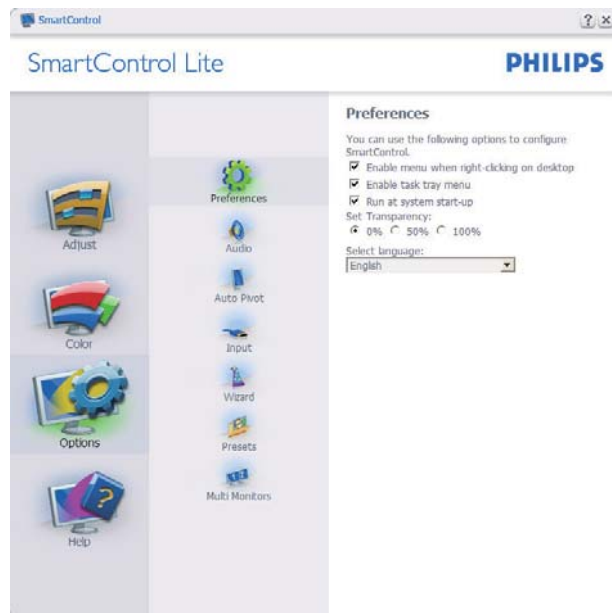 SmartControl
SmartControl Lite
PHILIPS
Adjust
Color
Options
Help
Preferences
Audio
Auto Pivot
Input
Wizard
Presets
Multi Monitors
Preferences
You can use the following options to configure
SmartControl.
Enable menu when right-clicking on desktop
Enable task tray menu
Run at system start-up
Set Transparency:
0% 50% 100%
Select language:
English